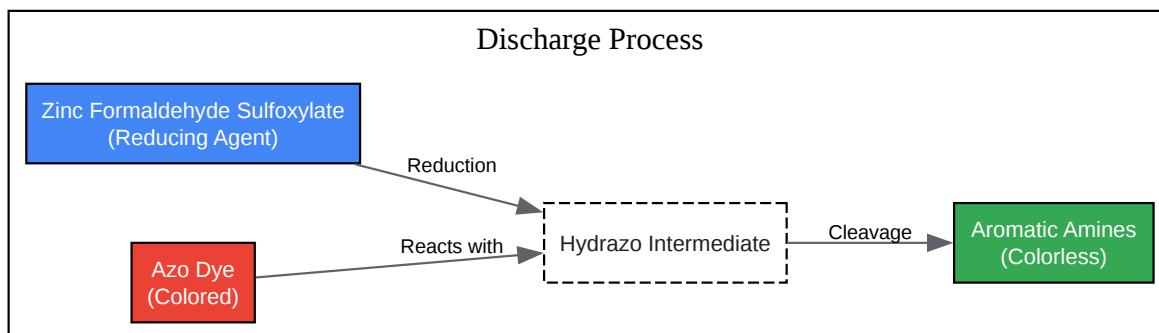 Discharge Process
Zinc Formaldehyde Sulfoxylate
(Reducing Agent)
Reduction
Azo Dye
(Colored)
Reacts with
Hydrazo Intermediate
Cleavage
Aromatic Amines
(Colorless)